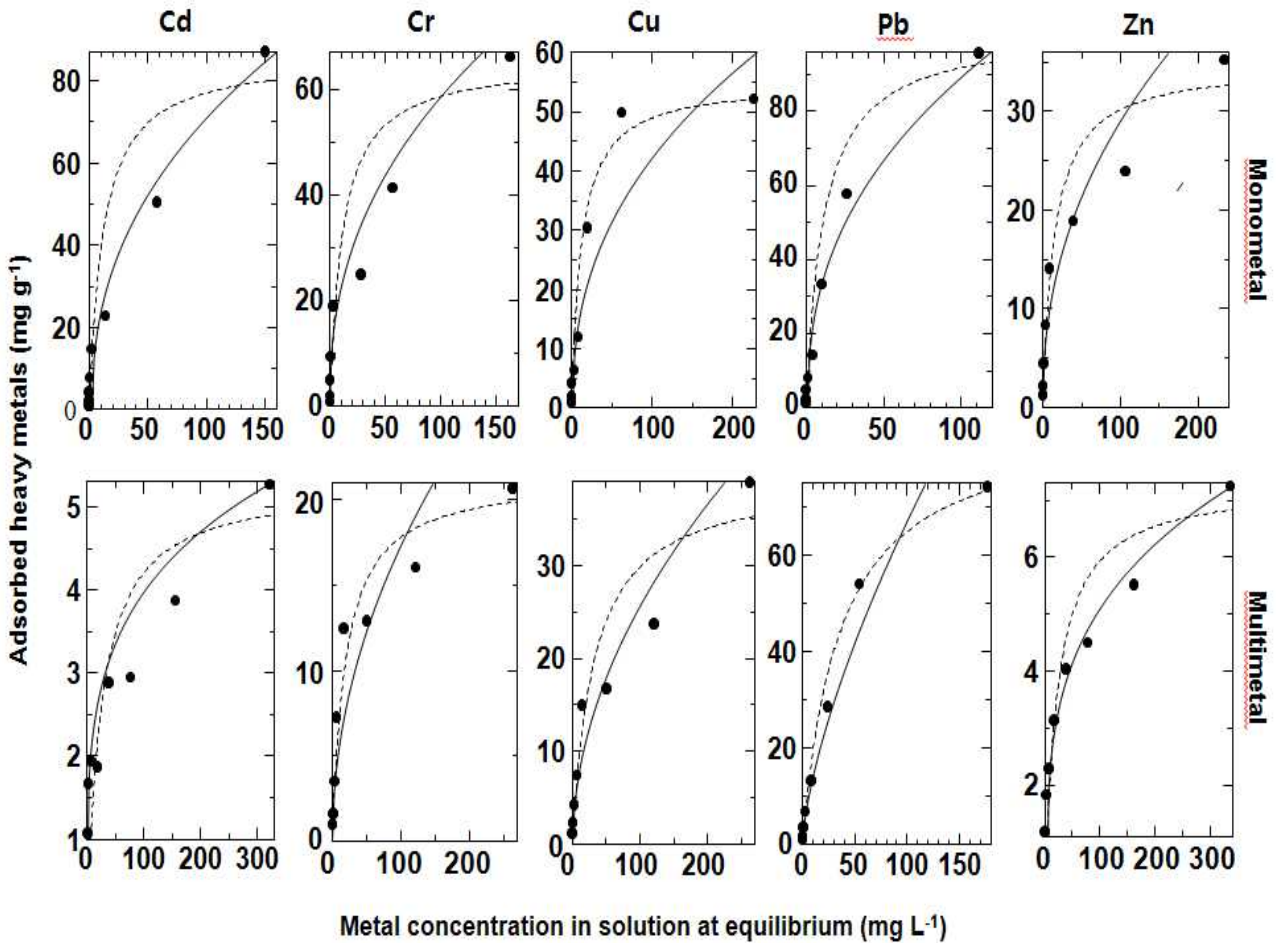 Cd Cr Cu Pb Zn
80 60 40 20 0
60 40 20 0
60 50 40 30 20 10 0
80 60 40 20 0
30 20 10 0
0 50 100 150
0 50 100 150
0 100 200
0 50 100
0 100 200
Monometal
5 4 3 2 1
20 10 0
30 20 10 0
60 40 20 0
6 4 2
0 100 200 300
0 100 200
0 100 200
0 50 100 150
0 100 200 300
Multimetal
Adsorbed heavy metals (mg g-1)
Metal concentration in solution at equilibrium (mg L-1)